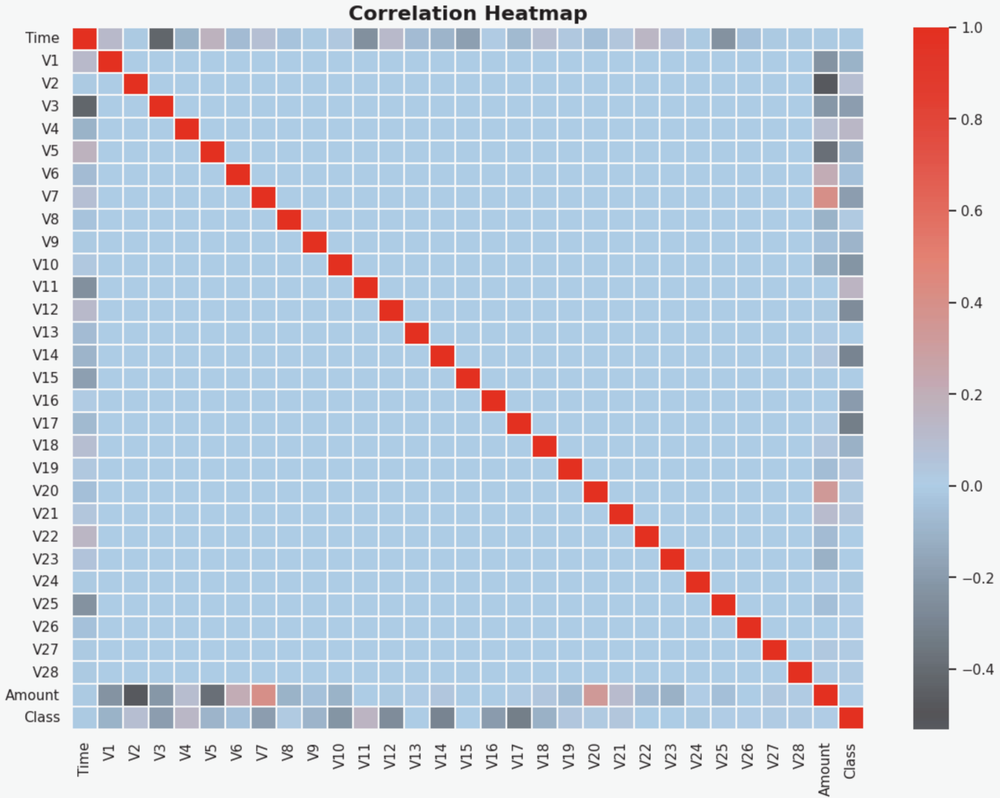 Correlation Heatmap
Time
V1
V2
V3
V4
V5
V6
V7
V8
V9
V10
V11
V12
V13
V14
V15
V16
V17
V18
V19
V20
V21
V22
V23
V24
V25
V26
V27
V28
Amount
Class
Time
V1
V2
V3
V4
V5
V6
V7
V8
V9
V10
V11
V12
V13
V14
V15
V16
V17
V18
V19
V20
V21
V22
V23
V24
V25
V26
V27
V28
Amount
Class
1.0
0.8
0.6
0.4
0.2
0.0
−0.2
−0.4